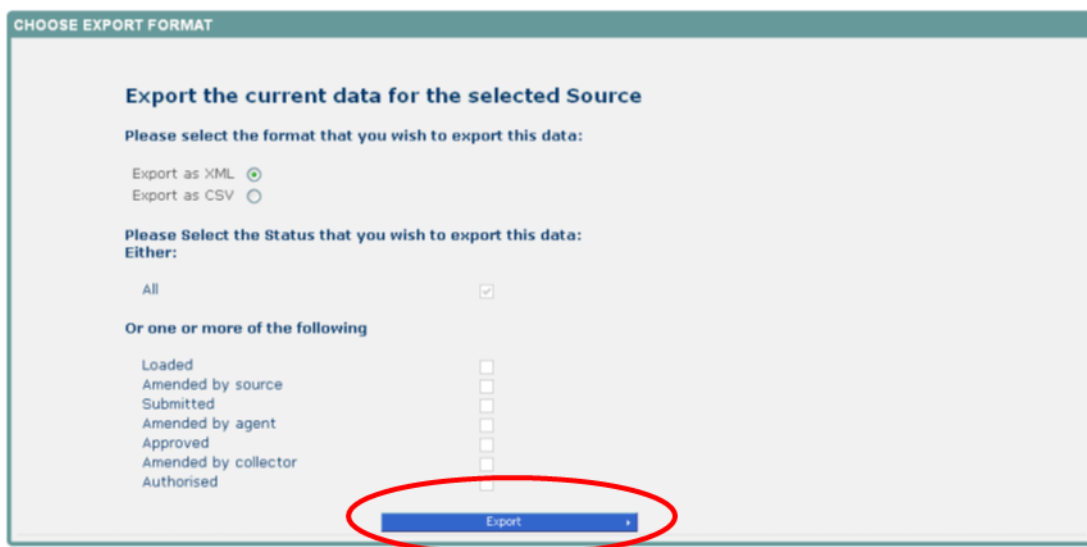 CHOOSE EXPORT FORMAT
Export the current data for the selected Source
Please select the format that you wish to export this data:
Export as XML
Export as CSV
Please Select the Status that you wish to export this data:
Either:
All
Or one or more of the following
Loaded
Amended by source
Submitted
Amended by agent
Approved
Amended by collector
Authorised
Export